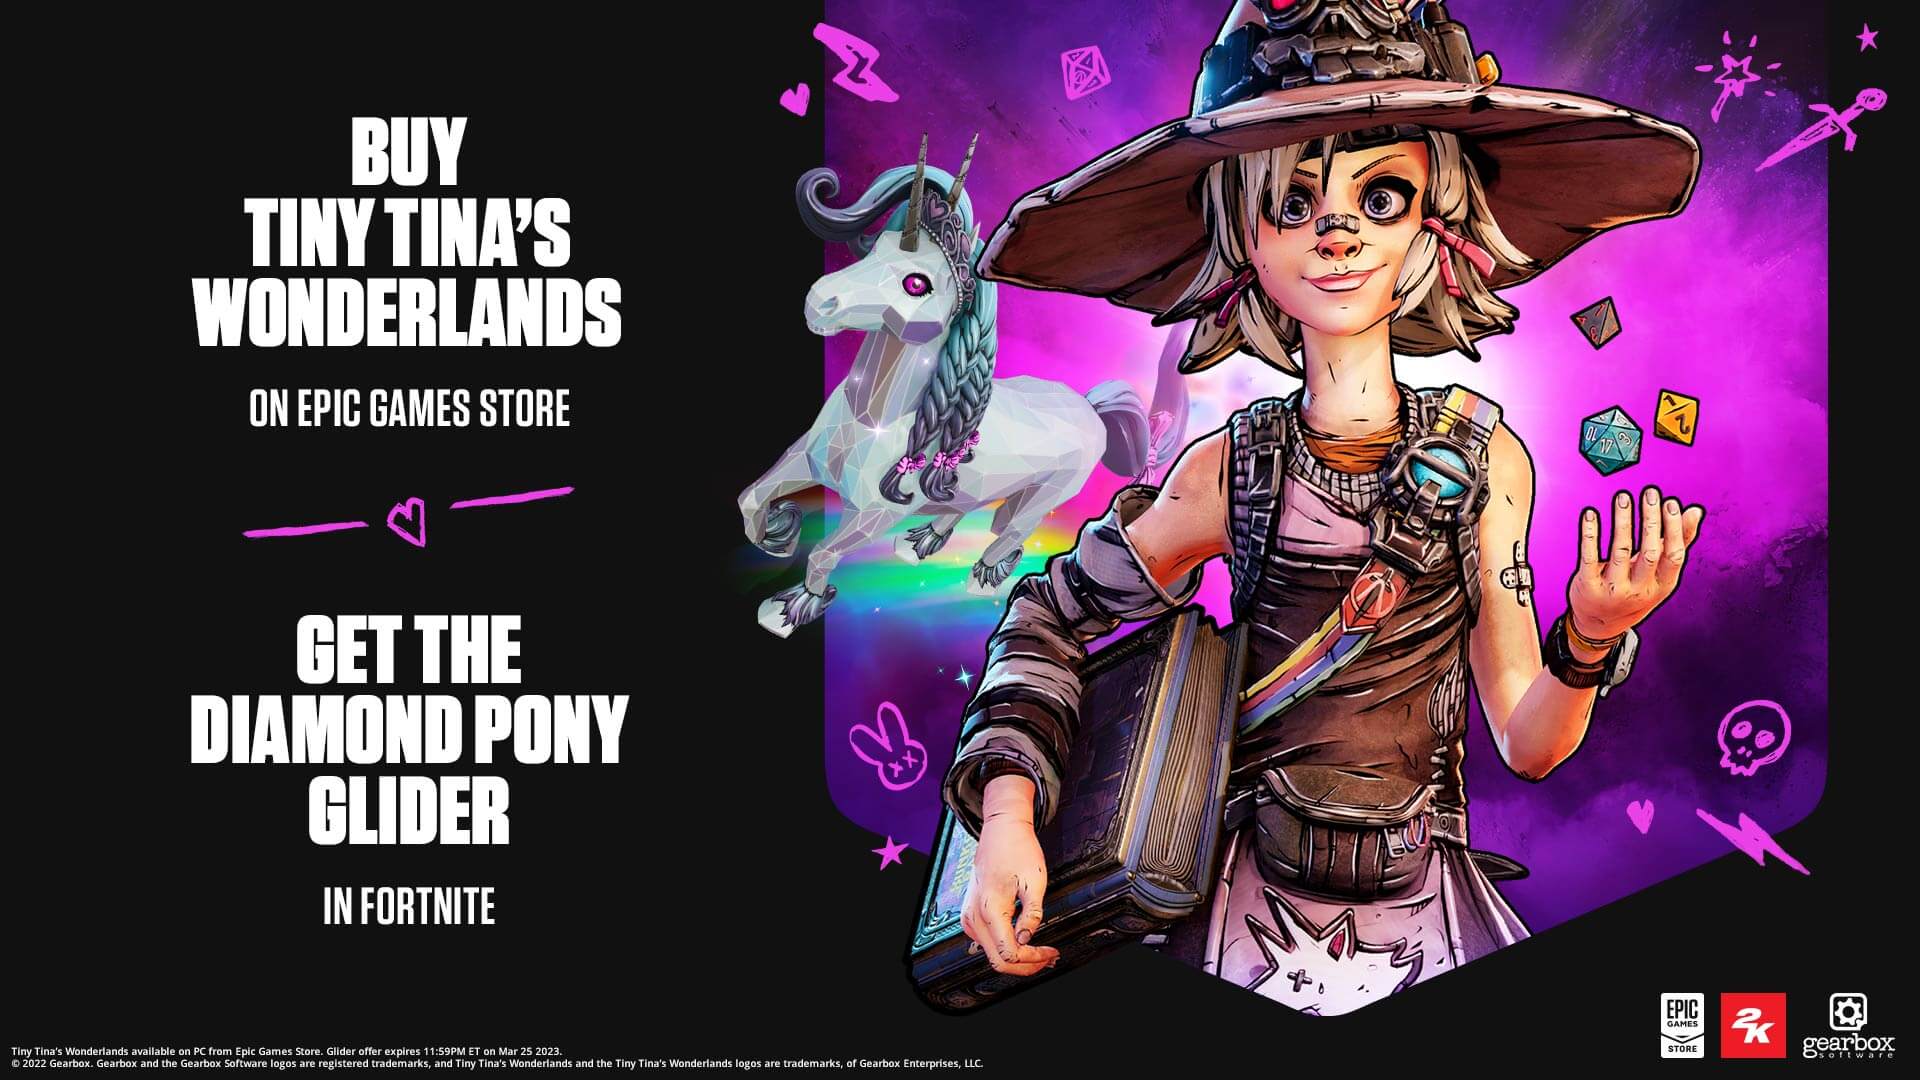 BUY
TINY TINA'S
WONDERLANDS
ON EPIC GAMES STORE
GET THE
DIAMOND PONY
GLIDER
IN FORTNITE
EPIC
GAMES
STORE
2K
gearbox
software
Tiny Tina's Wonderlands available on PC from Epic Games Store. Glider offer expires 11:59PM ET on Mar 25 2023.
© 2022 Gearbox. Gearbox and the Gearbox Software logos are registered trademarks, and Tiny Tina's Wonderlands and the Tiny Tina's Wonderlands logos are trademarks, of Gearbox Enterprises, LLC.